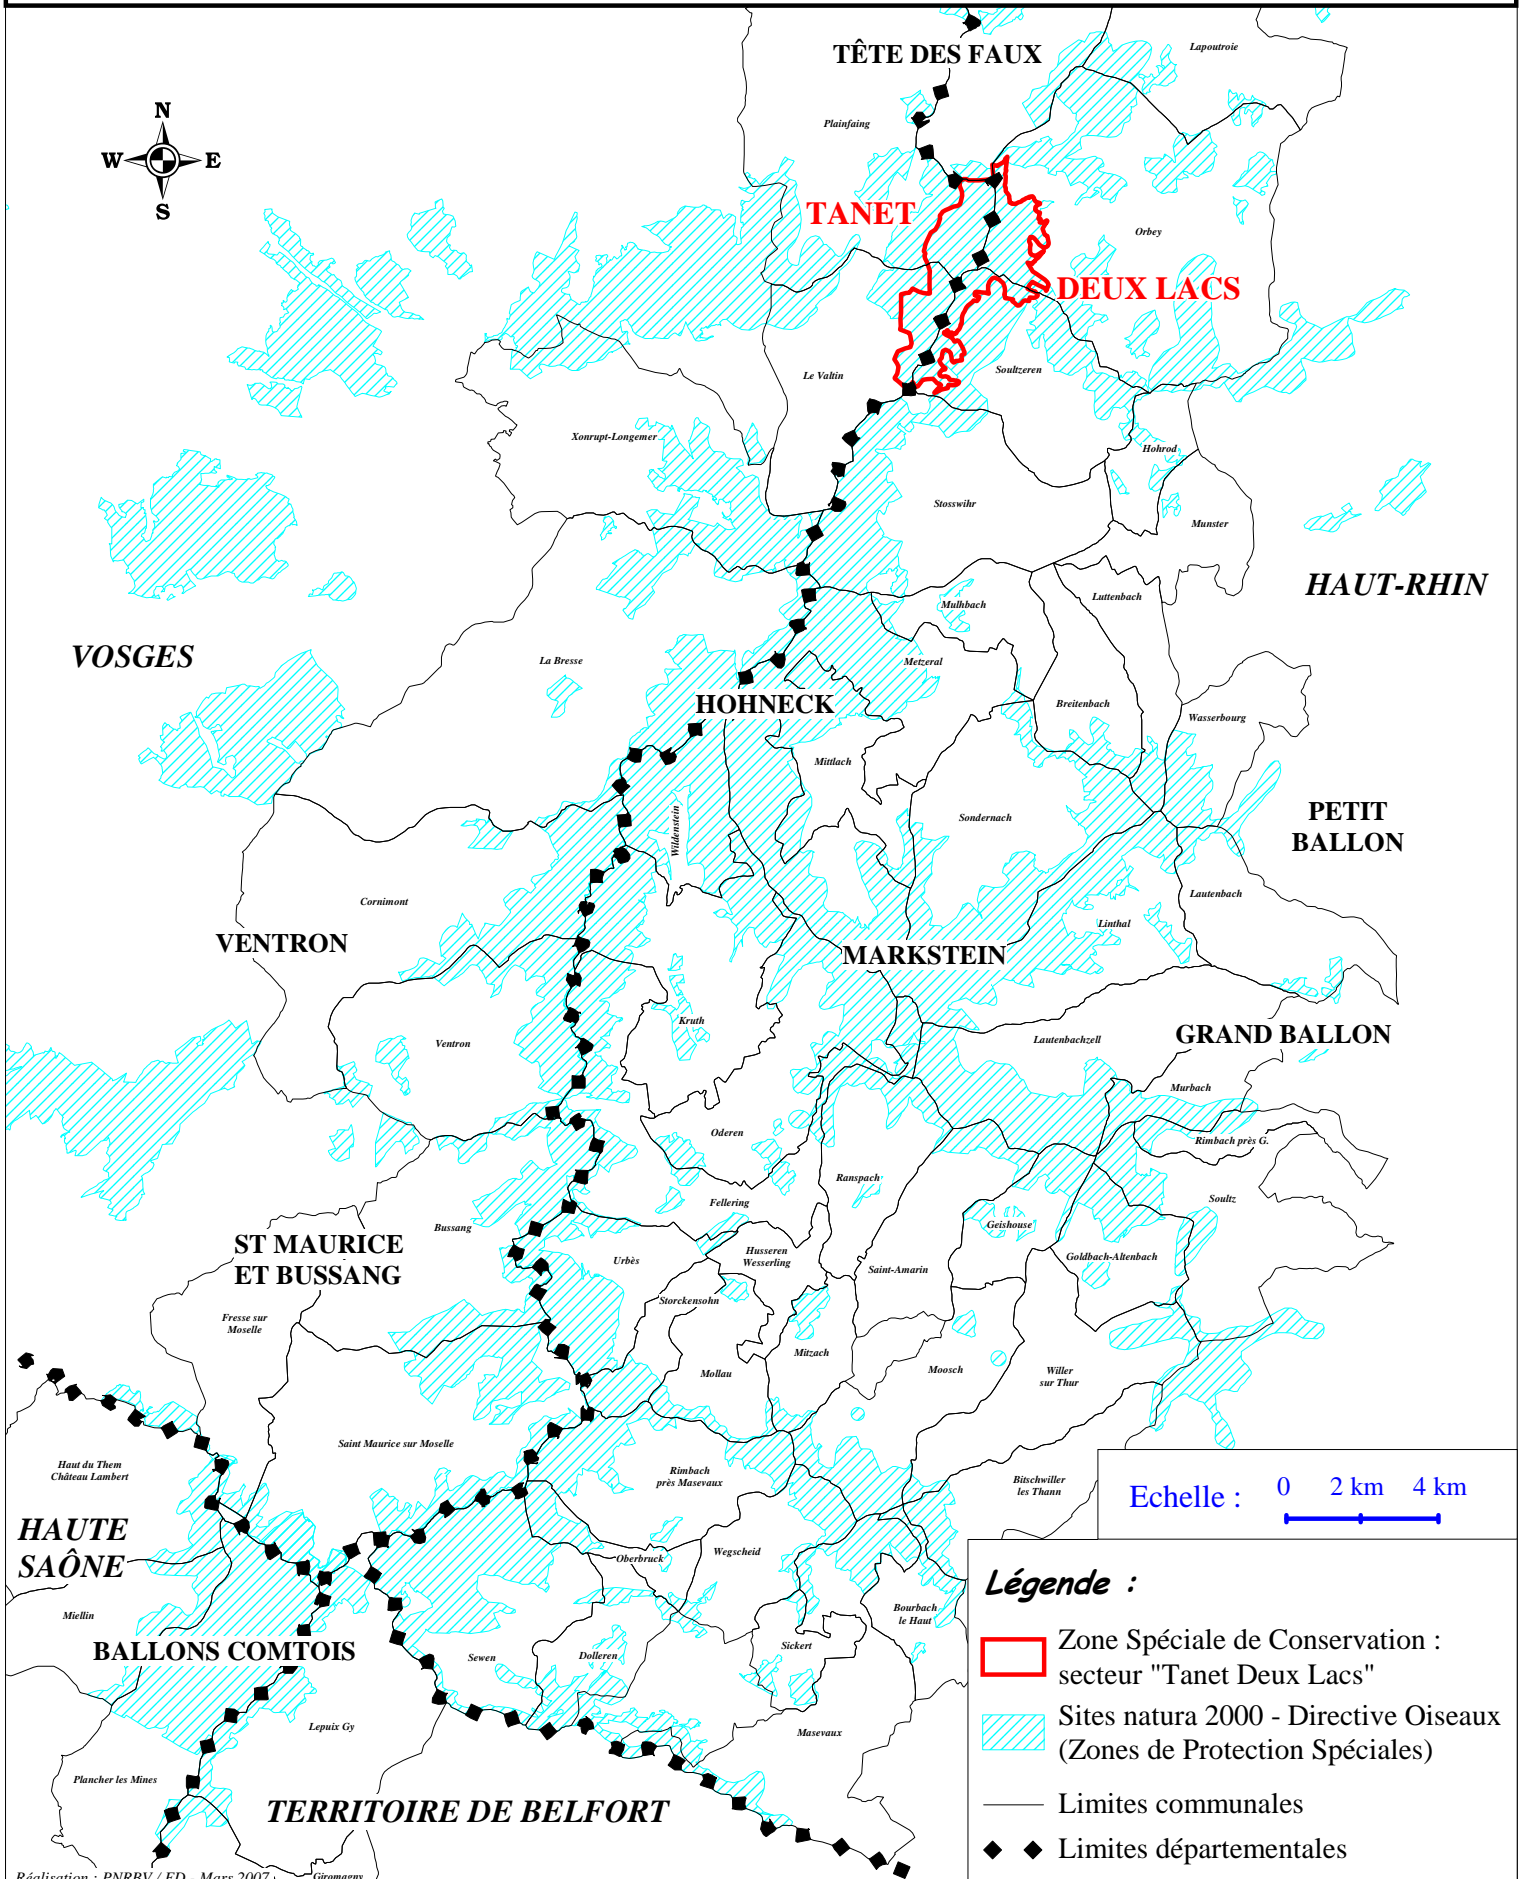 TÊTE DES FAUX
Lapoutroie
Plainfaing
N
W E
S
TANET
Orbey
DEUX LACS
Le Valtin
Soultzeren
Xonrupt-Longemer
Hohrod
Stosswihr
Munster
HAUT-RHIN
Luttenbach
Mulhbach
VOSGES
La Bresse
Metzeral
HOHNECK
Breitenbach
Wasserbourg
Mittlach
Wildenstein
Sondernach
PETIT
BALLON
Cornimont
Lautenbach
Linthal
VENTRON
MARKSTEIN
Kruth
Ventron
Lautenbachzell
GRAND BALLON
Murbach
Oderen
Rimbach près G.
Ranspach
Fellering
Soultz
Bussang
Geishouse
ST MAURICE
ET BUSSANG
Urbès
Husseren
Wesserling
Goldbach-Altenbach
Saint-Amarin
Storckensohn
Fresse sur
Moselle
Mitzach
Mollau
Moosch
Willer
sur Thur
Saint Maurice sur Moselle
Haut du Them
Château Lambert
Rimbach
près Masevaux
Bitschwiller
les Thann
Echelle : 0 2 km 4 km
HAUTE
SAÔNE
Oberbruck
Wegscheid
Miellin
Bourbach
le Haut
BALLONS COMTOIS
Sewen
Dolleren
Sickert
Lepuix Gy
Masevaux
Plancher les Mines
TERRITOIRE DE BELFORT
Giromagny
Réalisation : PNRBV / ED - Mars 2007
Légende :
Zone Spéciale de Conservation :
secteur "Tanet Deux Lacs"
Sites natura 2000 - Directive Oiseaux
(Zones de Protection Spéciales)
Limites communales
Limites départementales